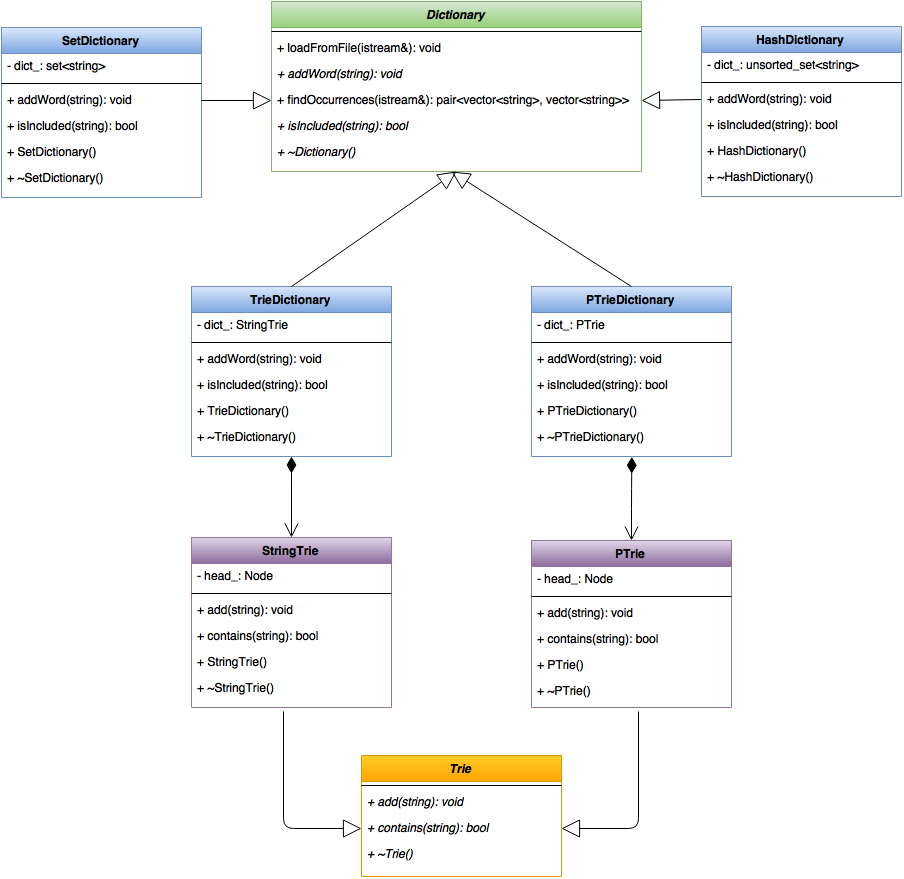 Dictionary
+ loadFromFile(istream&): void
+ addWord(string): void
+ findOccurrences(istream&): pair<vector<string>, vector<string>>
+ isIncluded(string): bool
+ ~Dictionary()
SetDictionary
- dict_: set<string>
+ addWord(string): void
+ isIncluded(string): bool
+ SetDictionary()
+ ~SetDictionary()
HashDictionary
- dict_: unsorted_set<string>
+ addWord(string): void
+ isIncluded(string): bool
+ HashDictionary()
+ ~HashDictionary()
TrieDictionary
- dict_: StringTrie
+ addWord(string): void
+ isIncluded(string): bool
+ TrieDictionary()
+ ~TrieDictionary()
PTrieDictionary
- dict_: PTrie
+ addWord(string): void
+ isIncluded(string): bool
+ PTrieDictionary()
+ ~PTrieDictionary()
StringTrie
- head_: Node
+ add(string): void
+ contains(string): bool
+ StringTrie()
+ ~StringTrie()
PTrie
- head_: Node
+ add(string): void
+ contains(string): bool
+ PTrie()
+ ~PTrie()
Trie
+ add(string): void
+ contains(string): bool
+ ~Trie()